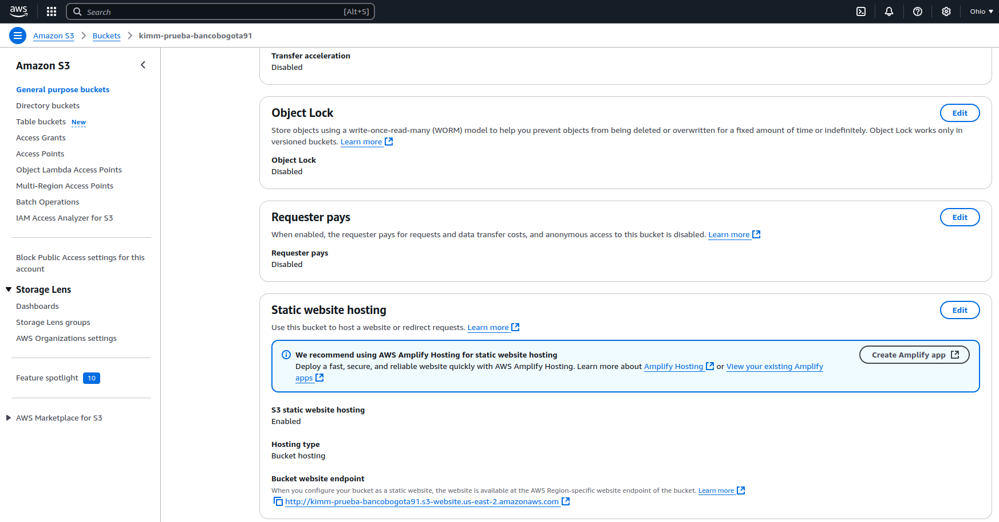 aws
Search [Alt+S]
Ohio
Amazon S3 > Buckets > kimm-prueba-bancobogota91
Amazon S3
General purpose buckets
Directory buckets
Table buckets New
Access Grants
Access Points
Object Lambda Access Points
Multi-Region Access Points
Batch Operations
IAM Access Analyzer for S3
Block Public Access settings for this
account
Storage Lens
Dashboards
Storage Lens groups
AWS Organizations settings
Feature spotlight 10
AWS Marketplace for S3
Transfer acceleration
Disabled
Object Lock
Edit
Store objects using a write-once-read-many (WORM) model to help you prevent objects from being deleted or overwritten for a fixed amount of time or indefinitely. Object Lock works only in
versioned buckets. Learn more
Object Lock
Disabled
Requester pays
Edit
When enabled, the requester pays for requests and data transfer costs, and anonymous access to this bucket is disabled. Learn more
Requester pays
Disabled
Static website hosting
Edit
Use this bucket to host a website or redirect requests. Learn more
We recommend using AWS Amplify Hosting for static website hosting
Create Amplify app
Deploy a fast, secure, and reliable website quickly with AWS Amplify Hosting. Learn more about Amplify Hosting or View your existing Amplify
apps
S3 static website hosting
Enabled
Hosting type
Bucket hosting
Bucket website endpoint
When you configure your bucket as a static website, the website is available at the AWS Region-specific website endpoint of the bucket. Learn more
http://kimm-prueba-bancobogota91.s3-website.us-east-2.amazonaws.com